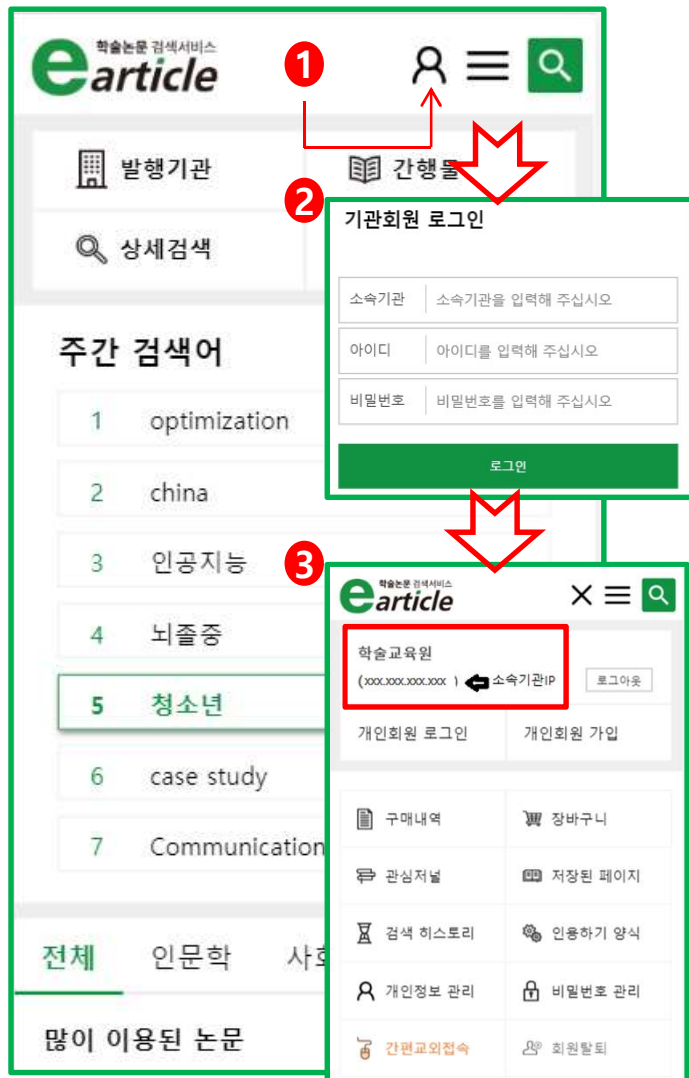 학술논문 검색서비스
earticle
1
발행기관
간행물
상세검색
주간 검색어
1 optimization
2 china
3 인공지능
4 뇌졸중
5 청소년
6 case study
7 Communication
전체 인문학
많이 이용된 논문
2
기관회원 로그인
소속기관 소속기관을 입력해 주십시오
아이디 아이디를 입력해 주십시오
비밀번호 비밀번호를 입력해 주십시오
로그인
3
학술논문 검색서비스
earticle
학술교육원
(xxx.xxx.xxx.xxx ) 소속기관IP 로그아웃
개인회원 로그인 개인회원 가입
구매내역 장바구니
관심저널 저장된 페이지
검색 히스토리 인용하기 양식
개인정보 관리 비밀번호 관리
간편교외접속 회원탈퇴